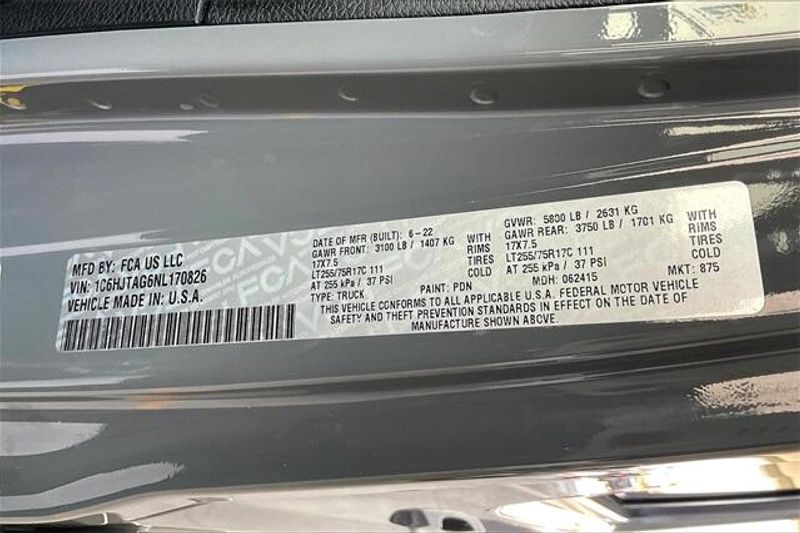 MFD BY: FCA US LLC
VIN: 1C6HJTAG6NL170826
VEHICLE MADE IN U.S.A.
DATE OF MFR (BUILT): 6-22
GAWR FRONT: 3100 LB / 1407 KG
17X7.5
LT255/75R17C 111
AT 255 kPa / 37 PSI
WITH
RIMS
TIRES
COLD
GVWR: 5800 LB / 2631 KG
GAWR REAR: 3750 LB / 1701 KG
17X7.5
LT255/75R17C 111
AT 255 kPa / 37 PSI
WITH
RIMS
TIRES
COLD
TYPE: TRUCK PAINT: PDN MDH: 062415 MKT: 875
THIS VEHICLE CONFORMS TO ALL APPLICABLE U.S.A. FEDERAL MOTOR VEHICLE
SAFETY AND THEFT PREVENTION STANDARDS IN EFFECT ON THE DATE OF
MANUFACTURE SHOWN ABOVE.